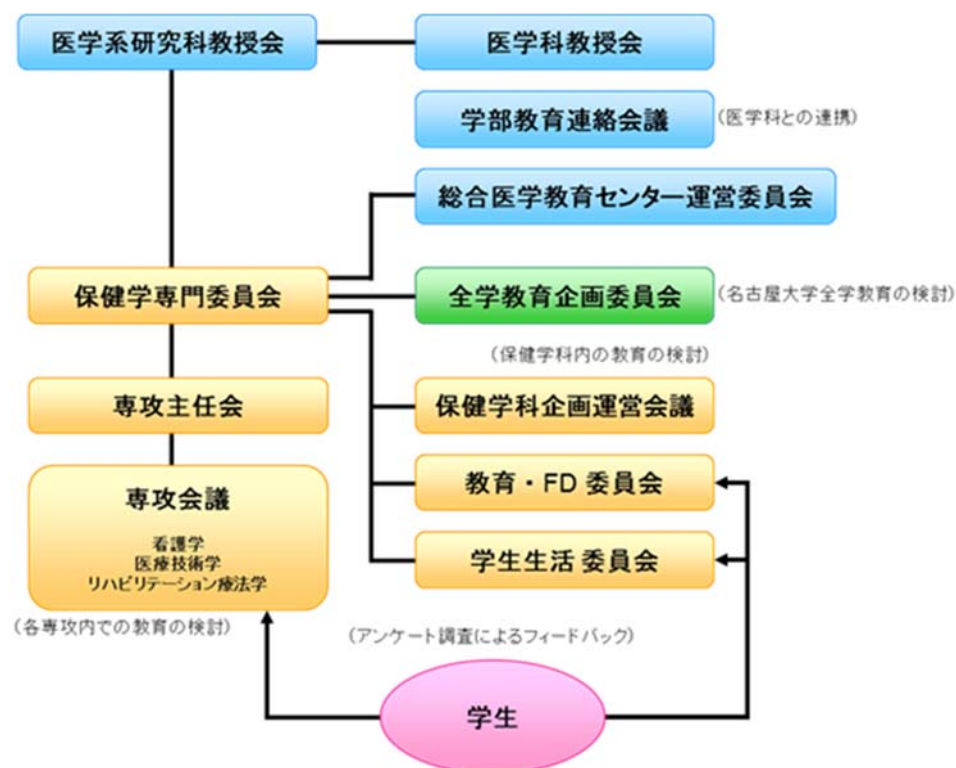 医学系研究科教授会
医学科教授会
学部教育連絡会議
(医学科との連携)
総合医学教育センター運営委員会
保健学専門委員会
全学教育企画委員会
(名古屋大学全学教育の検討)
(保健学科内の教育の検討)
専攻主任会
保健学科企画運営会議
専攻会議
看護学
医療技術学
リハビリテーション療法学
教育・FD 委員会
学生生活 委員会
(各専攻内での教育の検討)
(アンケート調査によるフィードバック)
学生